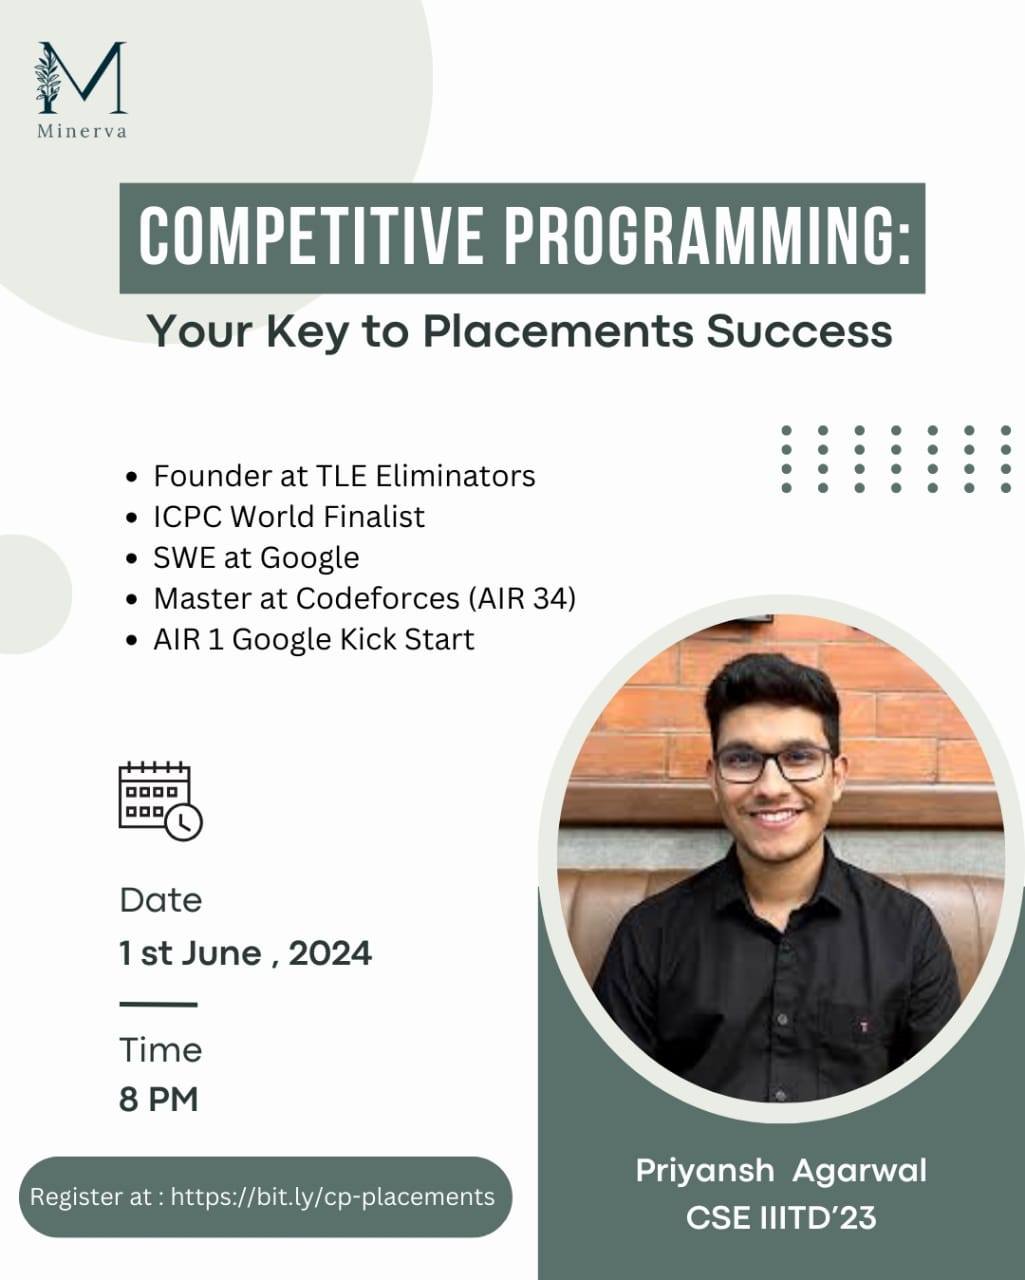 Minerva
COMPETITIVE PROGRAMMING:
Your Key to Placements Success
• Founder at TLE Eliminators
• ICPC World Finalist
• SWE at Google
• Master at Codeforces (AIR 34)
• AIR 1 Google Kick Start
Date
1 st June , 2024
Time
8 PM
Register at : https://bit.ly/cp-placements
Priyansh Agarwal
CSE IIITD’23